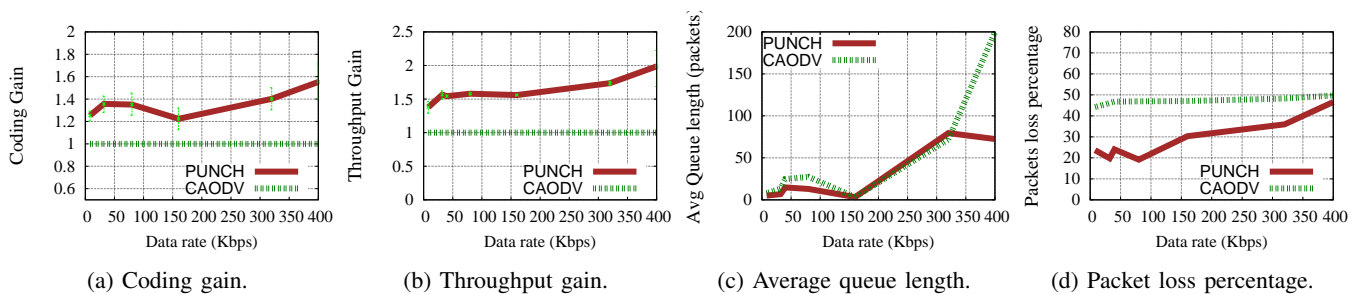 Coding Gain
2
1.8
1.6
1.4
1.2
1
0.8
0.6
PUNCH
CAODV
0 50 100 150 200 250 300 350 400
Data rate (Kbps)
(a) Coding gain.
Throughput Gain
2.5
2
1.5
1
0.5
0
PUNCH
CAODV
0 50 100 150 200 250 300 350 400
Data rate (Kbps)
(b) Throughput gain.
Avg Queue length (packets)
200
150
100
50
0
PUNCH
CAODV
0 50 100 150 200 250 300 350 400
Data rate (Kbps)
(c) Average queue length.
Packets loss percentage
80
70
60
50
40
30
20
10
0
PUNCH
CAODV
0 50 100 150 200 250 300 350 400
Data rate (Kbps)
(d) Packet loss percentage.